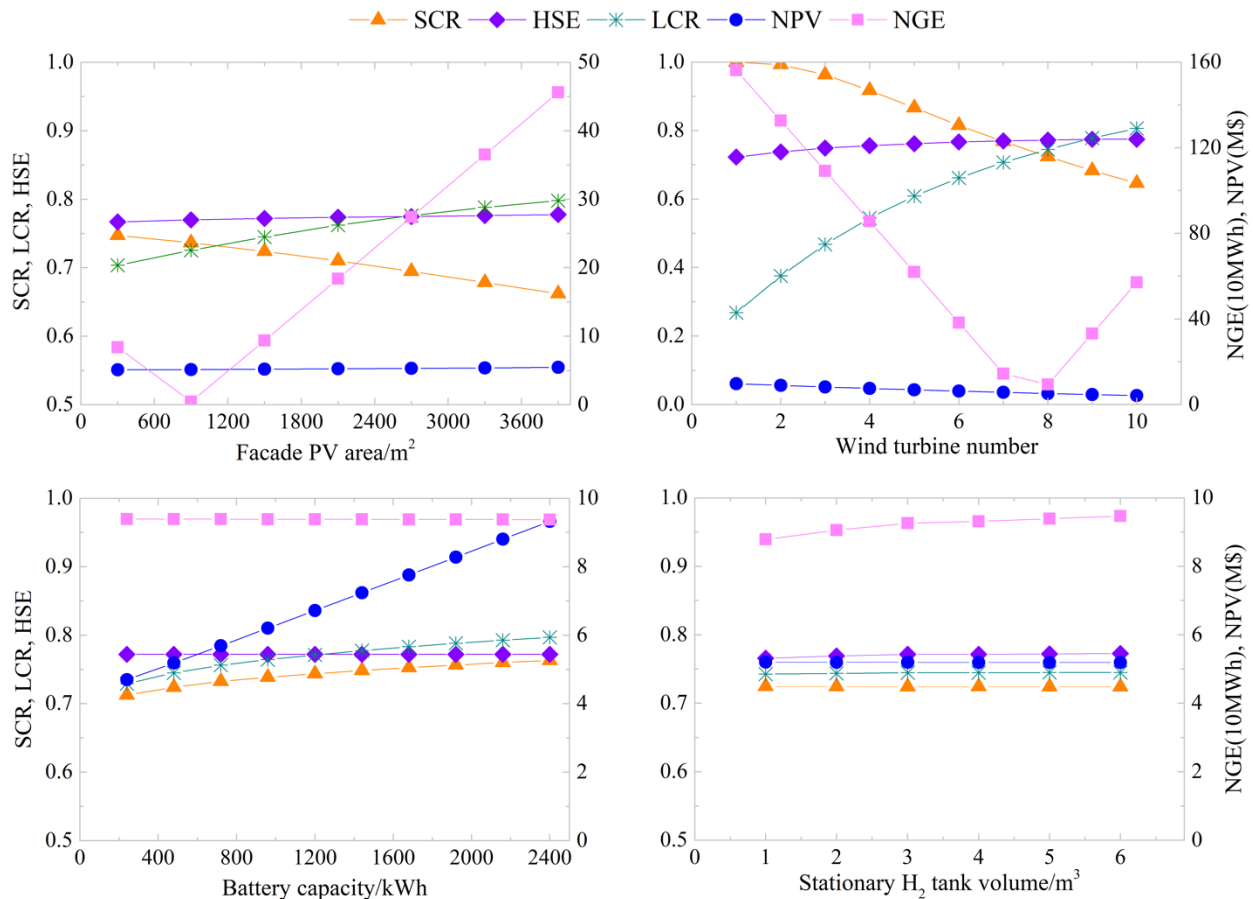 SCR HSE LCR NPV NGE
1.0 50 1.0 160
0.9 40 0.8 120
0.8 30 0.6
0.7 20 0.4 80
0.6 10 0.2 40
0.5 0 0.0 0
0 600 1200 1800 2400 3000 3600 0 2 4 6 8 10
Facade PV area/m² Wind turbine number
SCR, LCR, HSE NGE(10MWh), NPV(M$)
1.0 10 1.0 10
0.9 8 0.9 8
0.8 6 0.8 6
0.7 4 0.7 4
0.6 2 0.6 2
0.5 0 0.5 0
0 400 800 1200 1600 2000 2400 0 1 2 3 4 5 6
Battery capacity/kWh Stationary H₂ tank volume/m³
SCR, LCR, HSE NGE(10MWh), NPV(M$)